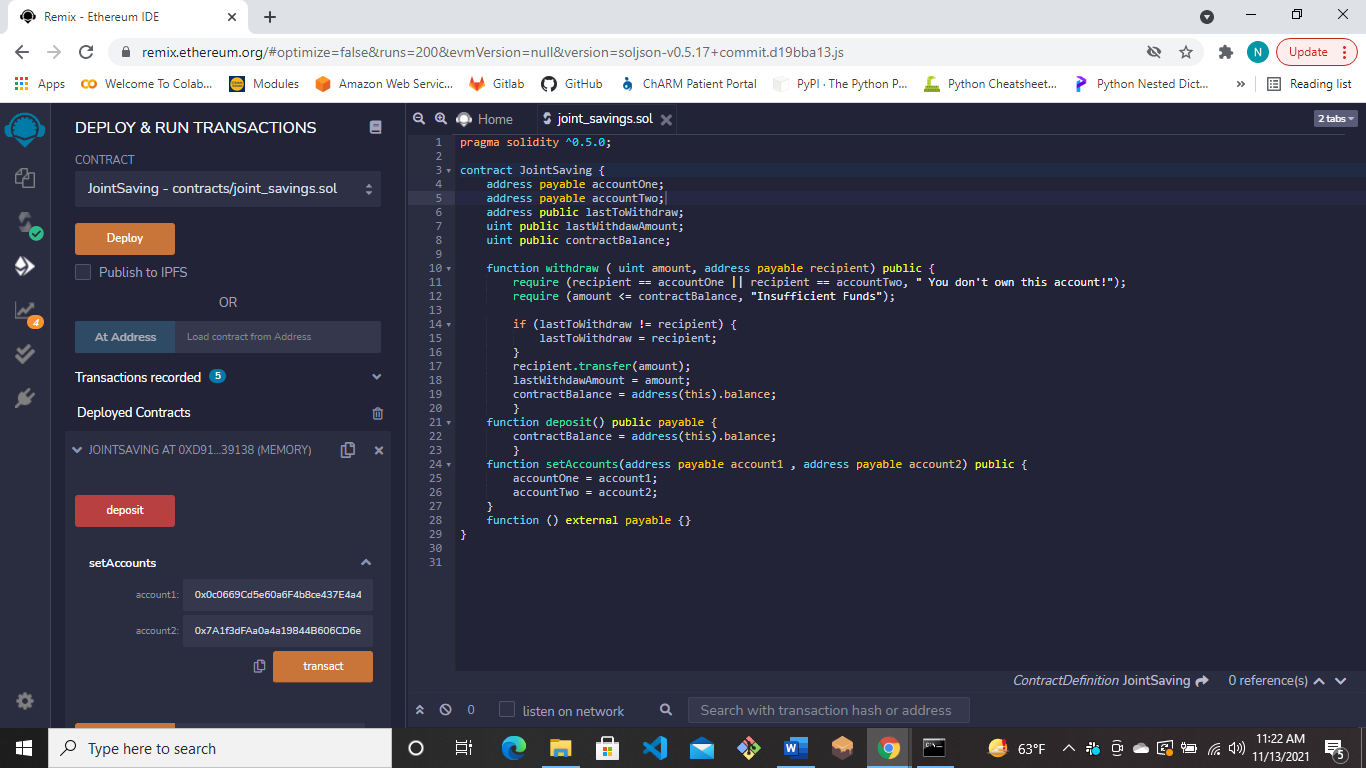 Remix - Ethereum IDE
remix.ethereum.org/#optimize=false&runs=200&evmVersion=null&version=soljson-v0.5.17+commit.d19bba13.js
N
Update
Apps
Welcome To Colab...
Modules
Amazon Web Servic...
Gitlab
GitHub
ChARM Patient Portal
PyPI · The Python P...
Python Cheatsheet...
Python Nested Dict...
»
Reading list
DEPLOY & RUN TRANSACTIONS
CONTRACT
JointSaving - contracts/joint_savings.sol
Deploy
Publish to IPFS
OR
At Address
Load contract from Address
Transactions recorded 5
Deployed Contracts
JOINTSAVING AT 0XD91...39138 (MEMORY)
deposit
setAccounts
account1: 0x0c0669Cd5e60a6F4b8ce437E4a4
account2: 0x7A1f3dFAa0a4a19844B606CD6e
transact
4
Home
joint_savings.sol
2 tabs
1 pragma solidity ^0.5.0;
2
3 contract JointSaving {
4 address payable accountOne;
5 address payable accountTwo;
6 address public lastToWithdraw;
7 uint public lastWithdawAmount;
8 uint public contractBalance;
9
10 function withdraw ( uint amount, address payable recipient) public {
11 require (recipient == accountOne || recipient == accountTwo, " You don't own this account!");
12 require (amount <= contractBalance, "Insufficient Funds");
13
14 if (lastToWithdraw != recipient) {
15 lastToWithdraw = recipient;
16 }
17 recipient.transfer(amount);
18 lastWithdawAmount = amount;
19 contractBalance = address(this).balance;
20 }
21 function deposit() public payable {
22 contractBalance = address(this).balance;
23 }
24 function setAccounts(address payable account1 , address payable account2) public {
25 accountOne = account1;
26 accountTwo = account2;
27 }
28 function () external payable {}
29 }
30
31
ContractDefinition JointSaving
0 reference(s)
0
listen on network
Search with transaction hash or address
Type here to search
63°F
11:22 AM
11/13/2021
5